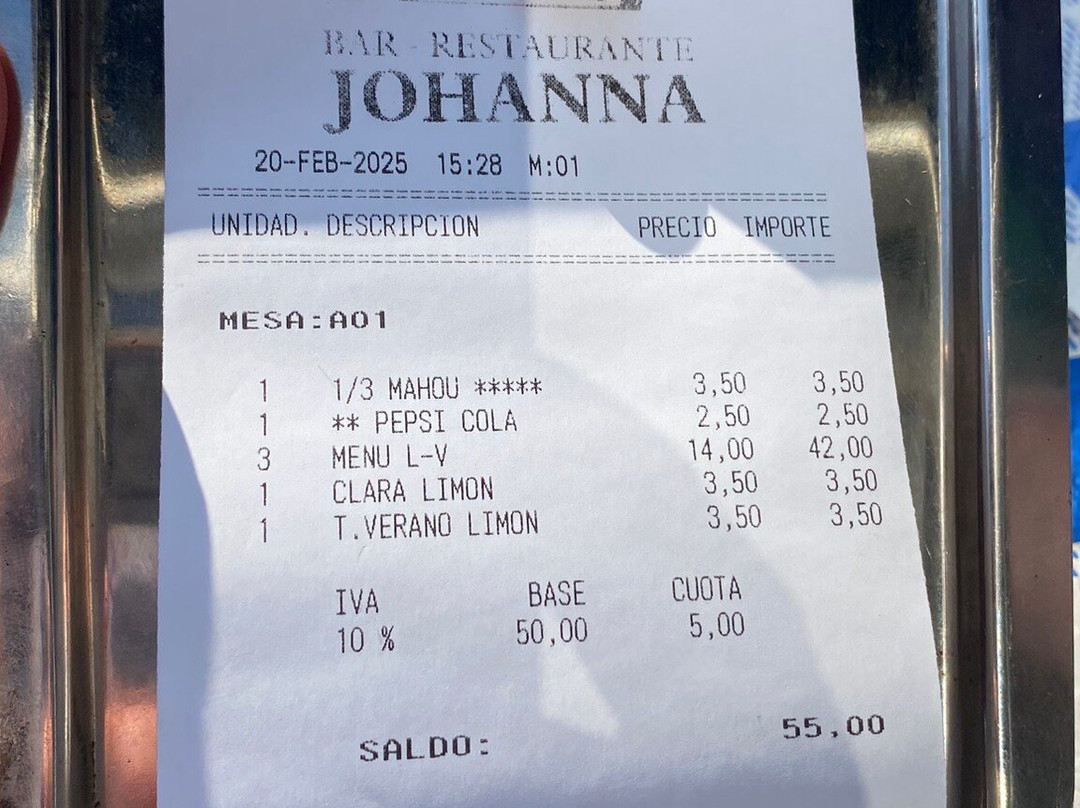 BAR - RESTAURANTE
JOHANNA
20-FEB-2025 15:28 M:01
UNIDAD. DESCRIPCION PRECIO IMPORTE
MESA:A01
1 1/3 MAHOU ***** 3,50 3,50
1 ** PEPSI COLA 2,50 2,50
3 MENU L-V 14,00 42,00
1 CLARA LIMON 3,50 3,50
1 T.VERANO LIMON 3,50 3,50
IVA BASE CUOTA
10 % 50,00 5,00
SALDO: 55,00